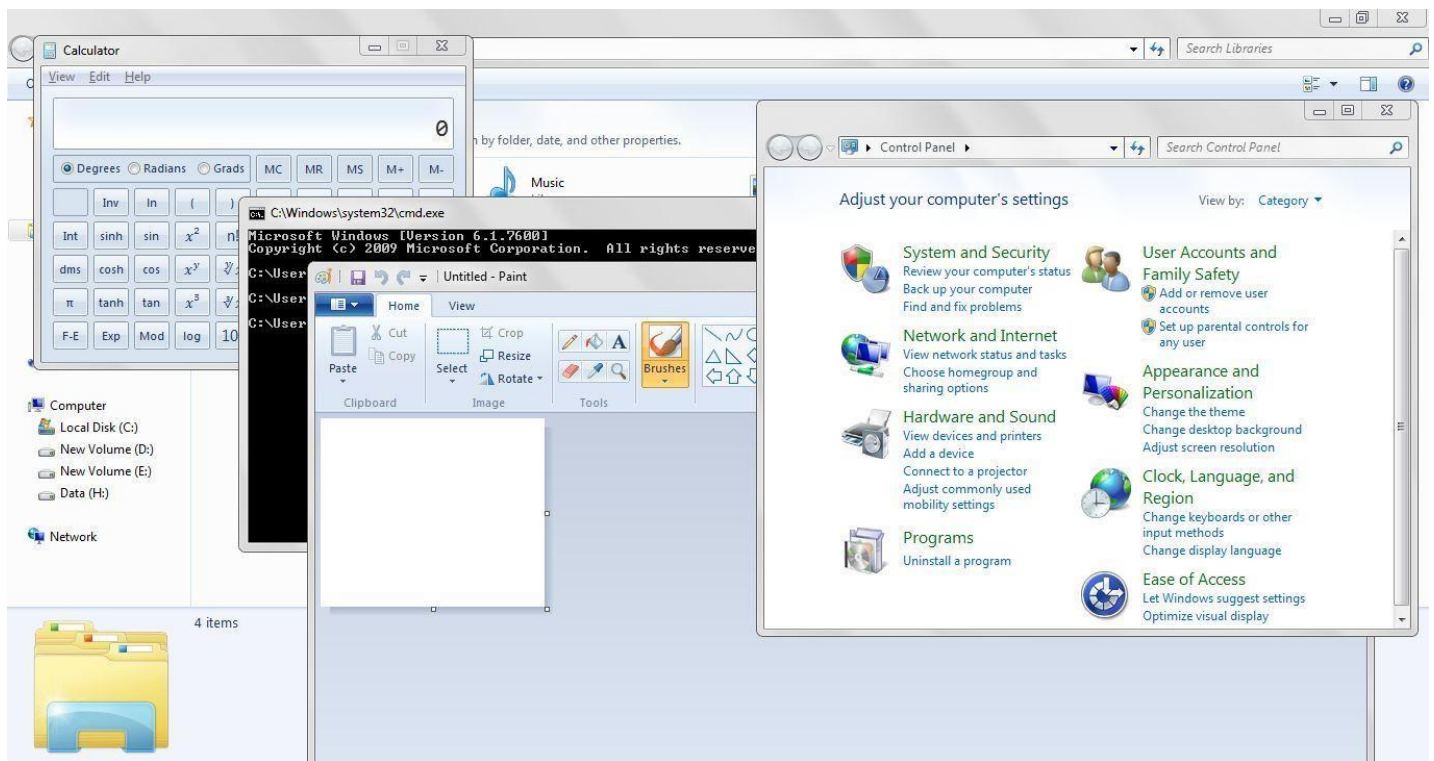 Calculator
Search Libraries
View Edit Help
0
n by folder, date, and other properties.
Control Panel
Search Control Panel
Degrees Radians Grads MC MR MS M+ M-
Music
Adjust your computer's settings
View by: Category
Inv ln ( )
C:\Windows\system32\cmd.exe
Int sinh sin x² n!
Microsoft Windows [Version 6.1.7600]
Copyright (c) 2009 Microsoft Corporation. All rights reserve
dms cosh cos xʸ
C:\User
C:\User
C:\User
π tanh tan x³
F-E Exp Mod log 10
Untitled - Paint
Home View
Paste
Cut
Copy
Clipboard
Select
Crop
Resize
Rotate
Image
Tools
Brushes
System and Security
Review your computer's status
Back up your computer
Find and fix problems
Network and Internet
View network status and tasks
Choose homegroup and
sharing options
Hardware and Sound
View devices and printers
Add a device
Connect to a projector
Adjust commonly used
mobility settings
Programs
Uninstall a program
User Accounts and
Family Safety
Add or remove user
accounts
Set up parental controls for
any user
Appearance and
Personalization
Change the theme
Change desktop background
Adjust screen resolution
Clock, Language, and
Region
Change keyboards or other
input methods
Change display language
Ease of Access
Let Windows suggest settings
Optimize visual display
Computer
Local Disk (C:)
New Volume (D:)
New Volume (E:)
Data (H:)
Network
4 items